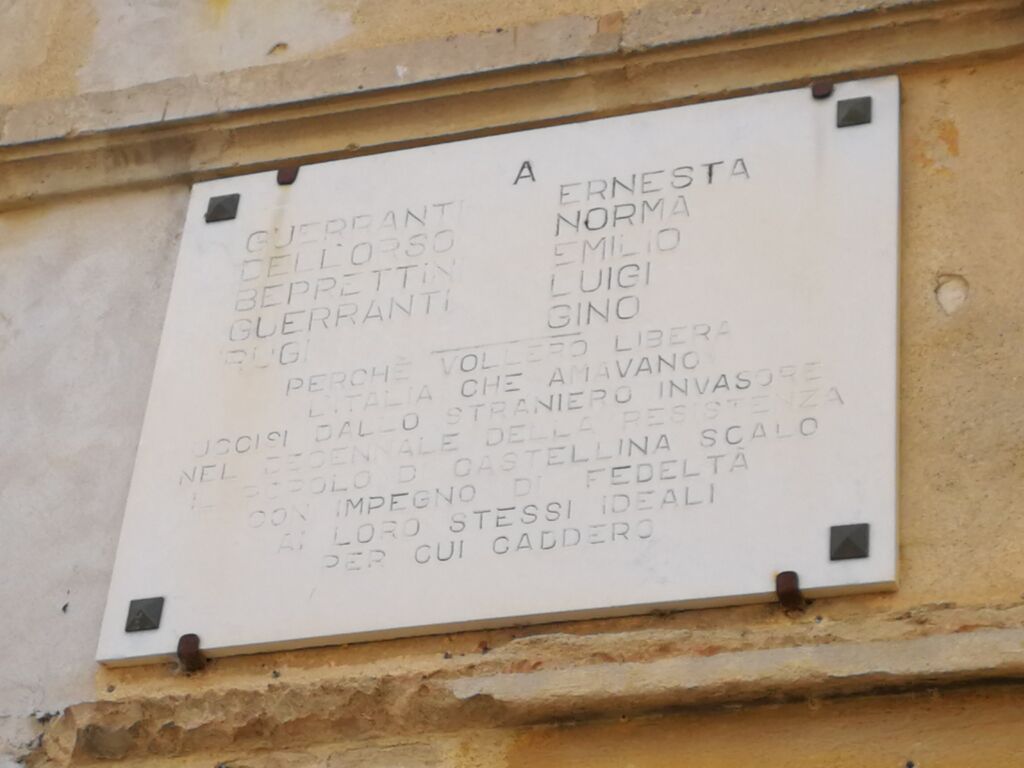 A
GUERRANTI ERNESTA
DELL'ORSO NORMA
BEPPRETTINI EMILIO
GUERRANTI LUIGI
RUGI GINO
PERCHÈ VOLLERO LIBERA
L'ITALIA CHE AMAVANO
UCCISI DALLO STRANIERO INVASORE
NEL DECENNALE DELLA RESISTENZA
IL POPOLO DI CASTELLINA SCALO
CON IMPEGNO DI FEDELTÀ
AI LORO STESSI IDEALI
PER CUI CADDERO